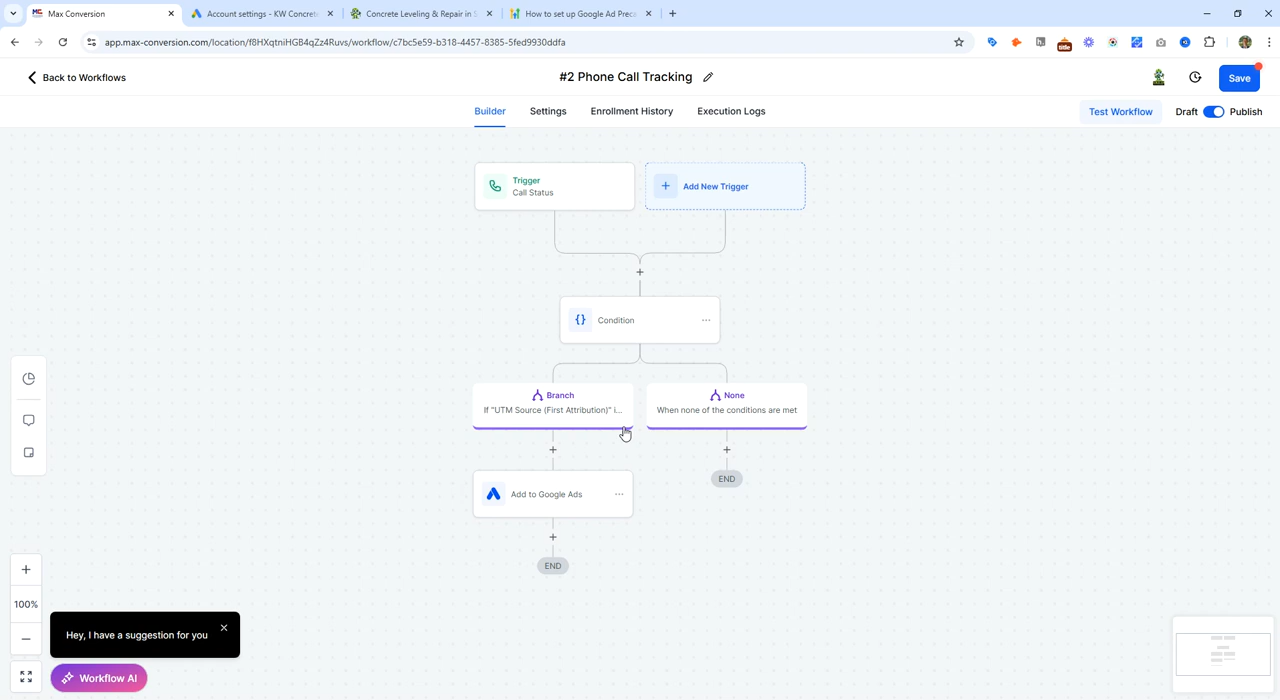 Max Conversion
Account settings - KW Concrete
Concrete Leveling & Repair in S
How to set up Google Ad Preci
app.max-conversion.com/location/f8HXqtniHGB4qZz4Ruvs/workflow/c7bc5e59-b318-4457-8385-5fed9930ddfa
Back to Workflows
#2 Phone Call Tracking
Save
Builder
Settings
Enrollment History
Execution Logs
Test Workflow
Draft
Publish
Trigger
Call Status
Add New Trigger
Condition
Branch
If "UTM Source (First Attribution)" i...
None
When none of the conditions are met
Add to Google Ads
END
END
100%
Hey, I have a suggestion for you
Workflow AI